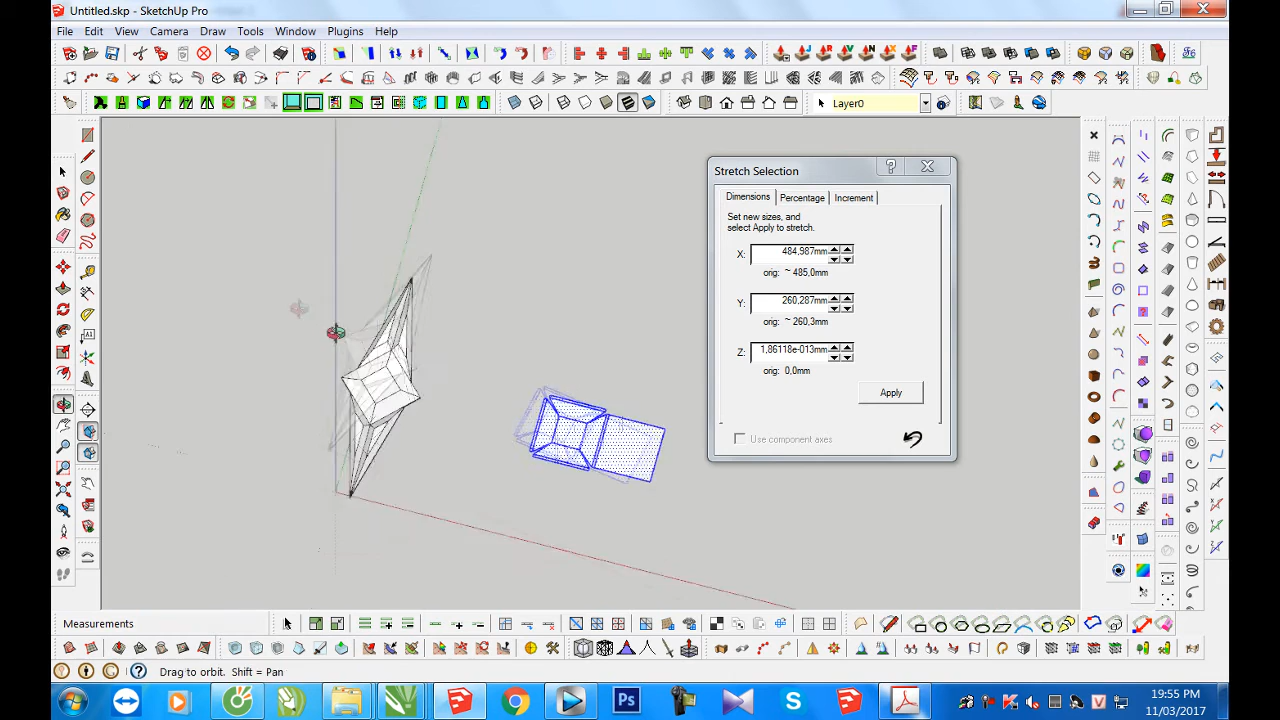 Untitled.skp - SketchUp Pro
File Edit View Camera Draw Tools Window Plugins Help
Layer0
Stretch Selection
Dimensions Percentage Increment
Set new sizes, and
select Apply to stretch.
X: 484,987mm
orig: ~ 485,0mm
Y: 260,287mm
orig: ~ 260,3mm
Z: 1,86118e-013mm
orig: 0,0mm
Apply
Use component axes
Measurements
Drag to orbit. Shift = Pan
19:55 PM
11/03/2017